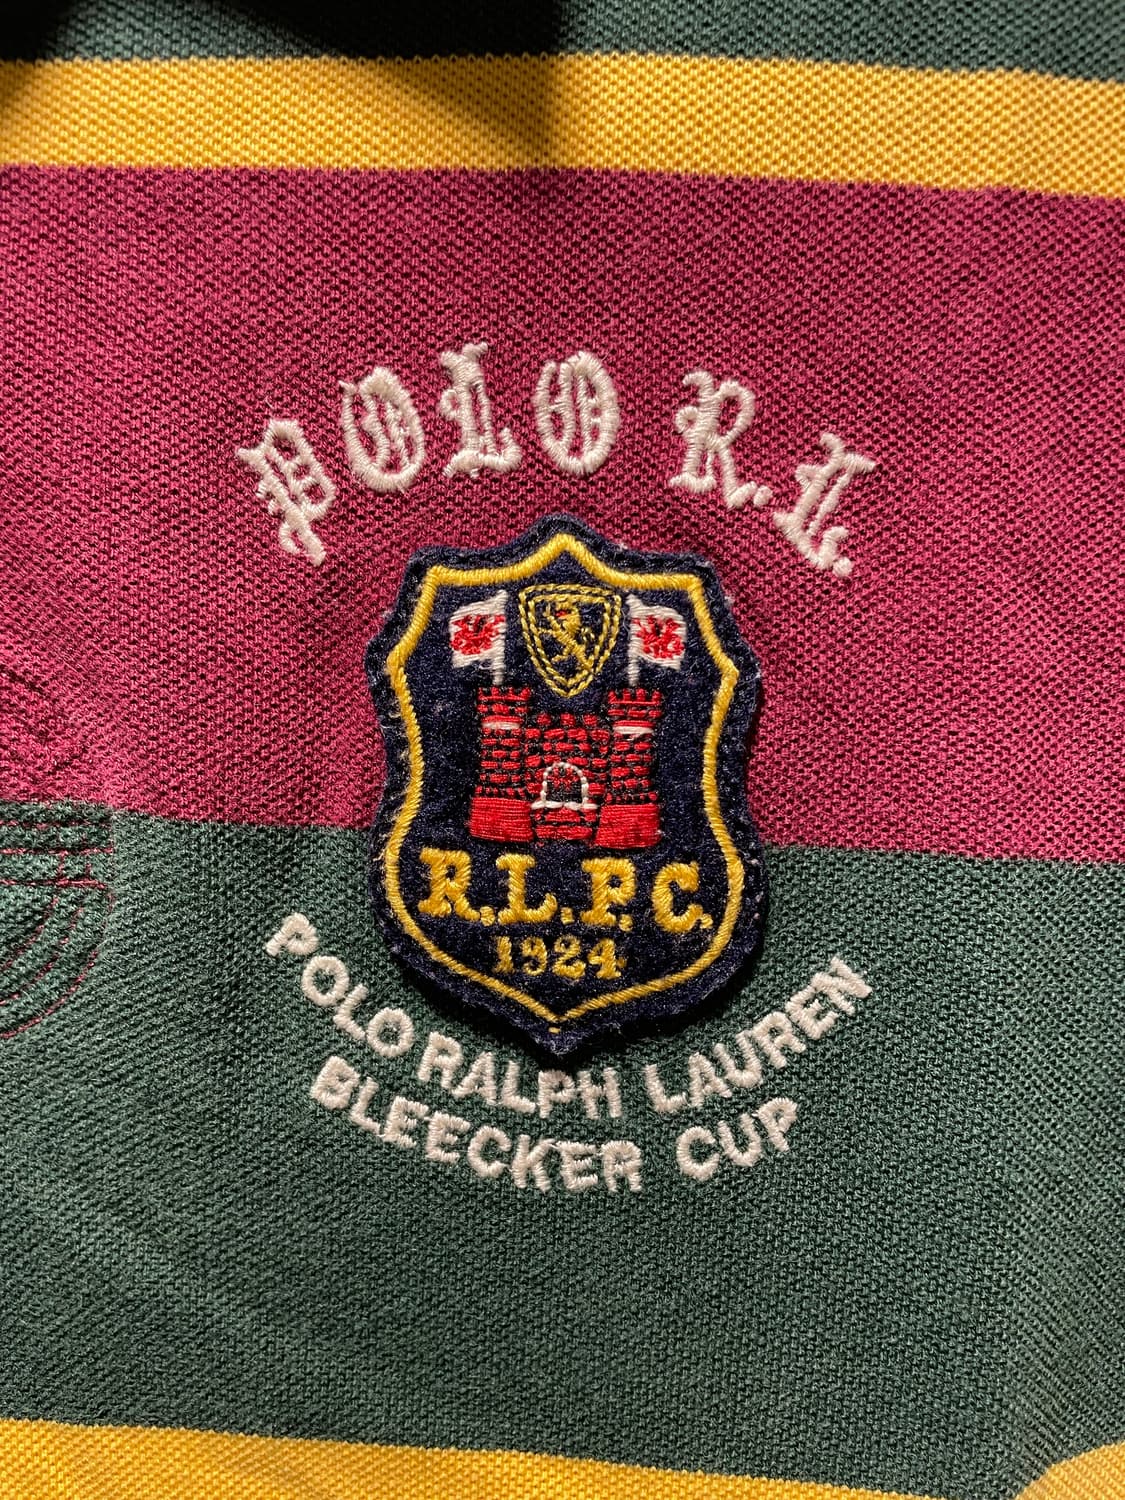 POLO R.L.
R.L.P.C.
1924
POLO RALPH LAUREN
BLEECKER CUP